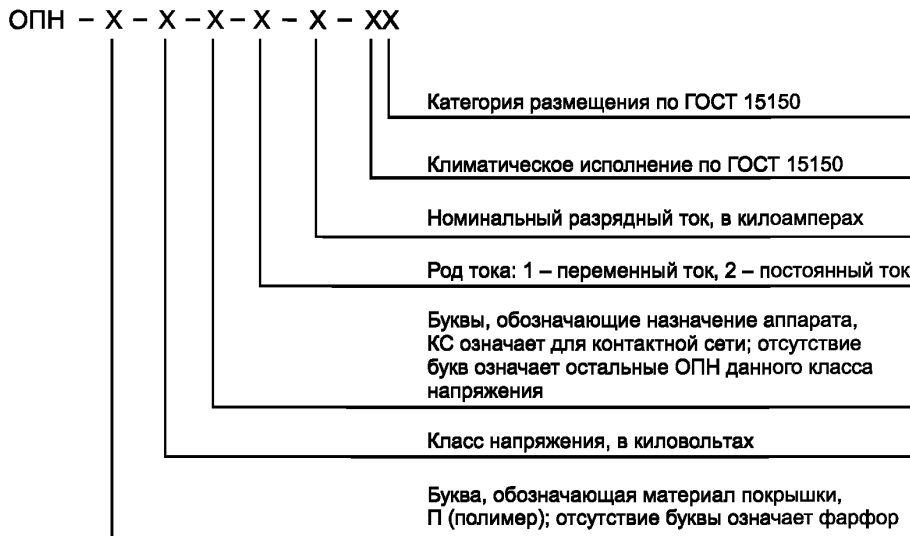 ОПН – Х – Х – Х – Х – Х – ХХ
Категория размещения по ГОСТ 15150
Климатическое исполнение по ГОСТ 15150
Номинальный разрядный ток, в килоамперах
Род тока: 1 – переменный ток, 2 – постоянный ток
Буквы, обозначающие назначение аппарата,
КС означает для контактной сети; отсутствие
букв означает остальные ОПН данного класса
напряжения
Класс напряжения, в киловольтах
Буква, обозначающая материал покрышки,
П (полимер); отсутствие буквы означает фарфор